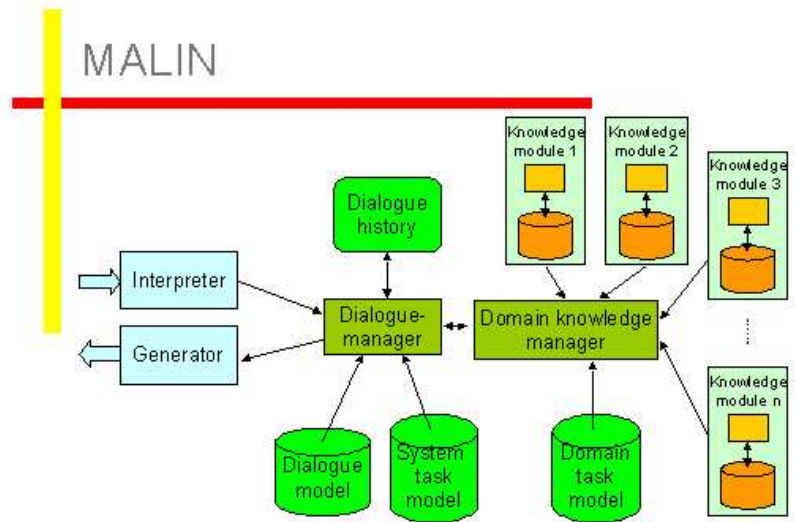 MALIN
Knowledge
module 1
Knowledge
module 2
Knowledge
module 3
Dialogue
history
Interpreter
Dialogue-
manager
Domain knowledge
manager
Generator
Knowledge
module n
Dialogue
model
System
task
model
Domain
task
model